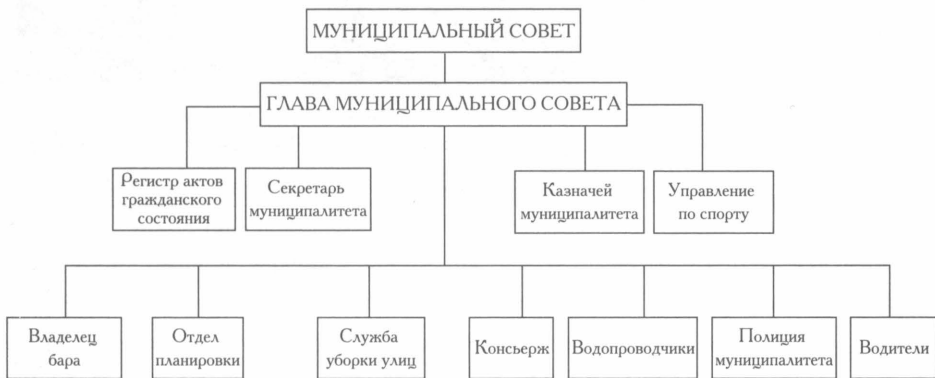 МУНИЦИПАЛЬНЫЙ СОВЕТ
ГЛАВА МУНИЦИПАЛЬНОГО СОВЕТА
Регистр актов
гражданского
состояния
Секретарь
муниципалитета
Казначей
муниципалитета
Управление
по спорту
Владелец
бара
Отдел
планировки
Служба
уборки улиц
Консьерж
Водопроводчики
Полиция
муниципалитета
Водители